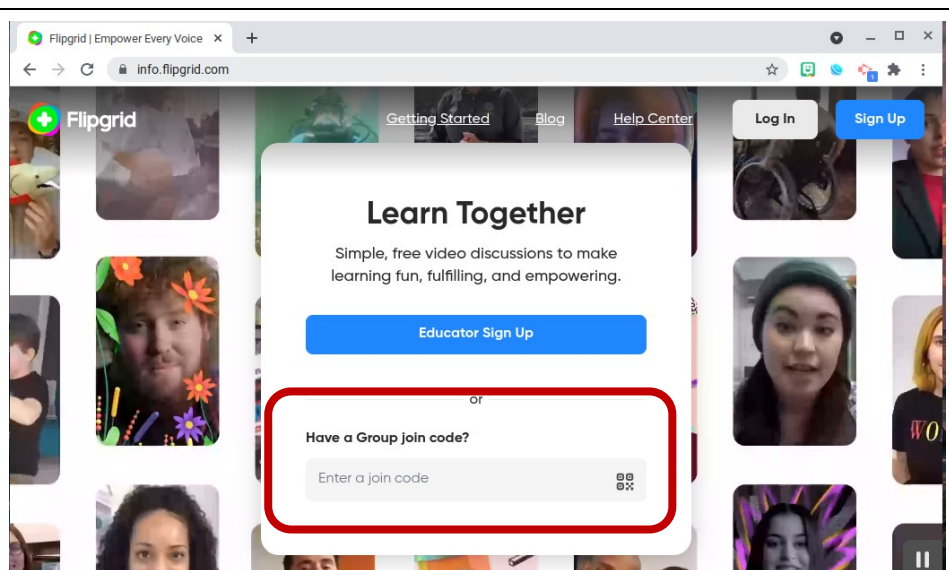 Flipgrid | Empower Every Voice
info.flipgrid.com
1
Flipgrid
Getting Started
Blog
Help Center
Log In
Sign Up
Learn Together
Simple, free video discussions to make
learning fun, fulfilling, and empowering.
Educator Sign Up
or
Have a Group join code?
Enter a join code
WO